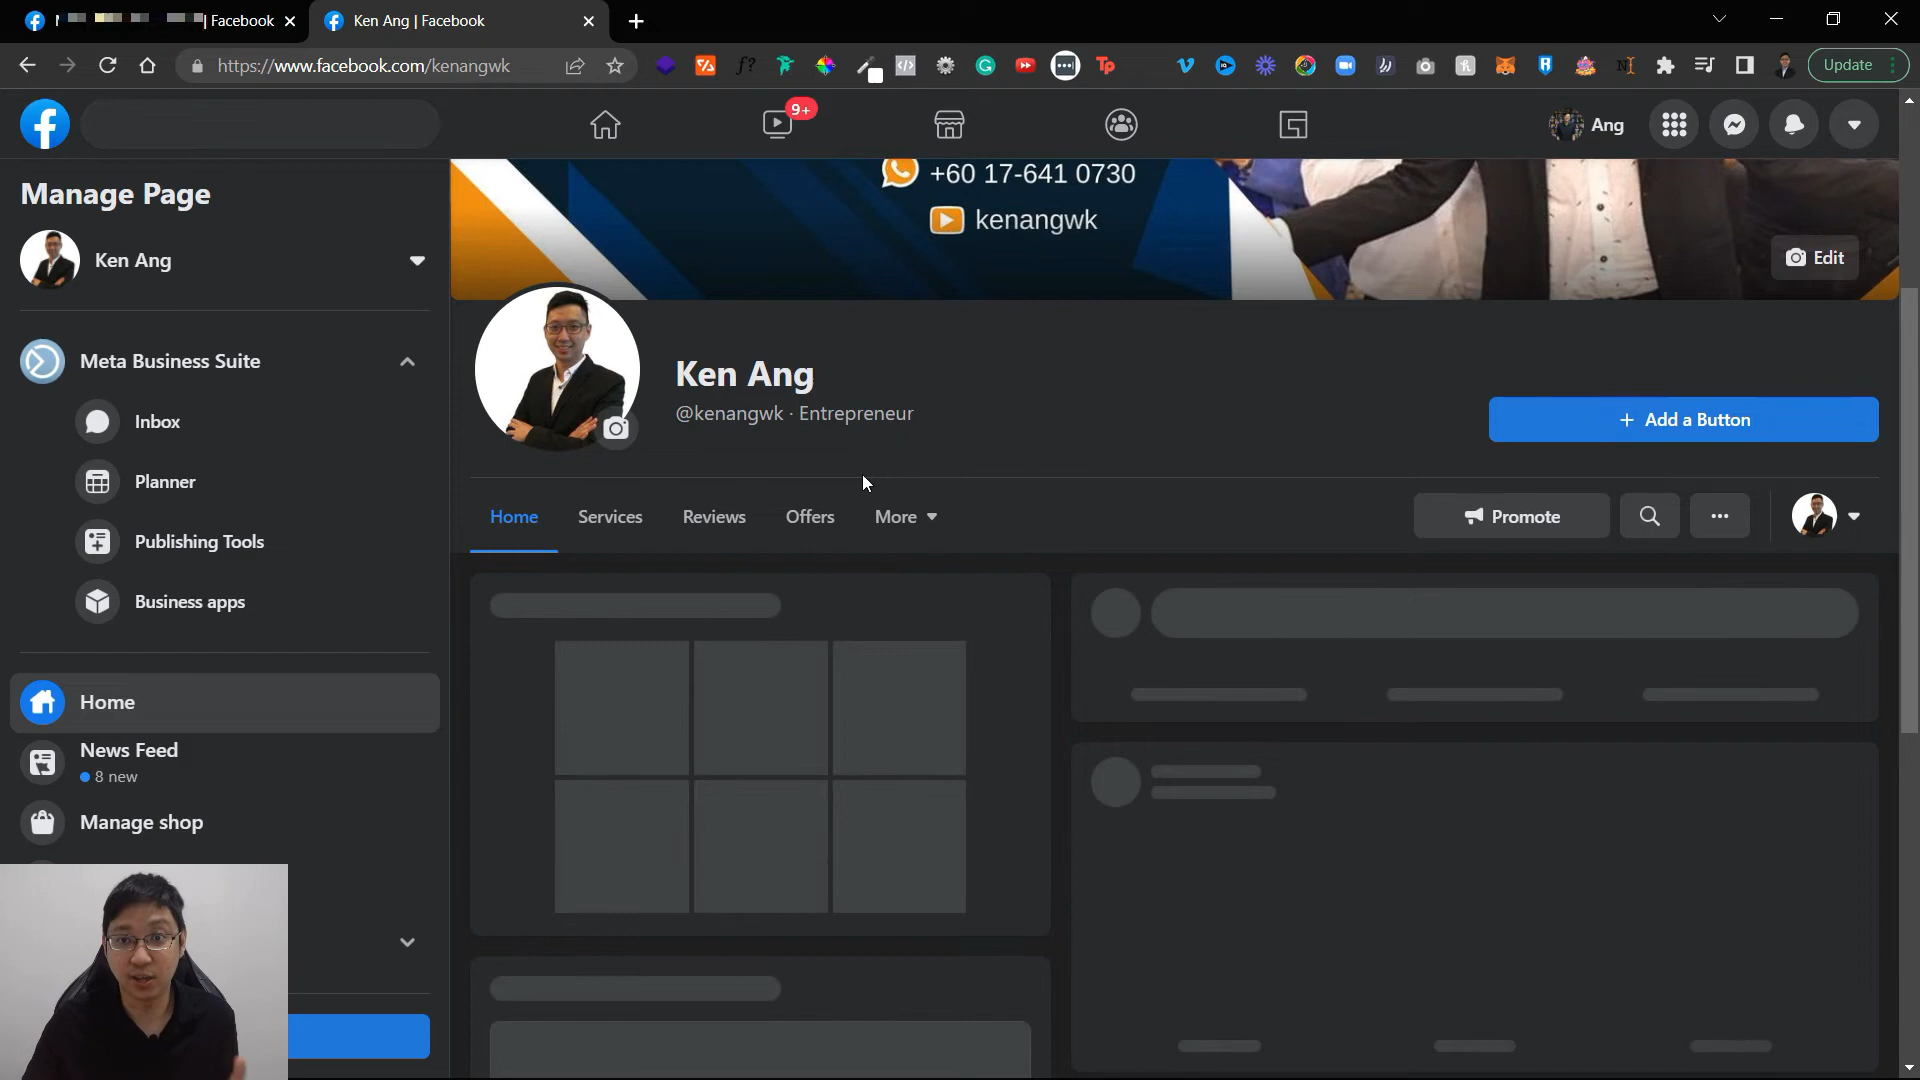 | Facebook
Ken Ang | Facebook
https://www.facebook.com/kenangwk
Update
9+
Ang
Manage Page
Ken Ang
Meta Business Suite
Inbox
Planner
Publishing Tools
Business apps
Home
News Feed
8 new
Manage shop
+60 17-641 0730
kenangwk
Edit
Ken Ang
@kenangwk · Entrepreneur
+ Add a Button
Home
Services
Reviews
Offers
More
Promote